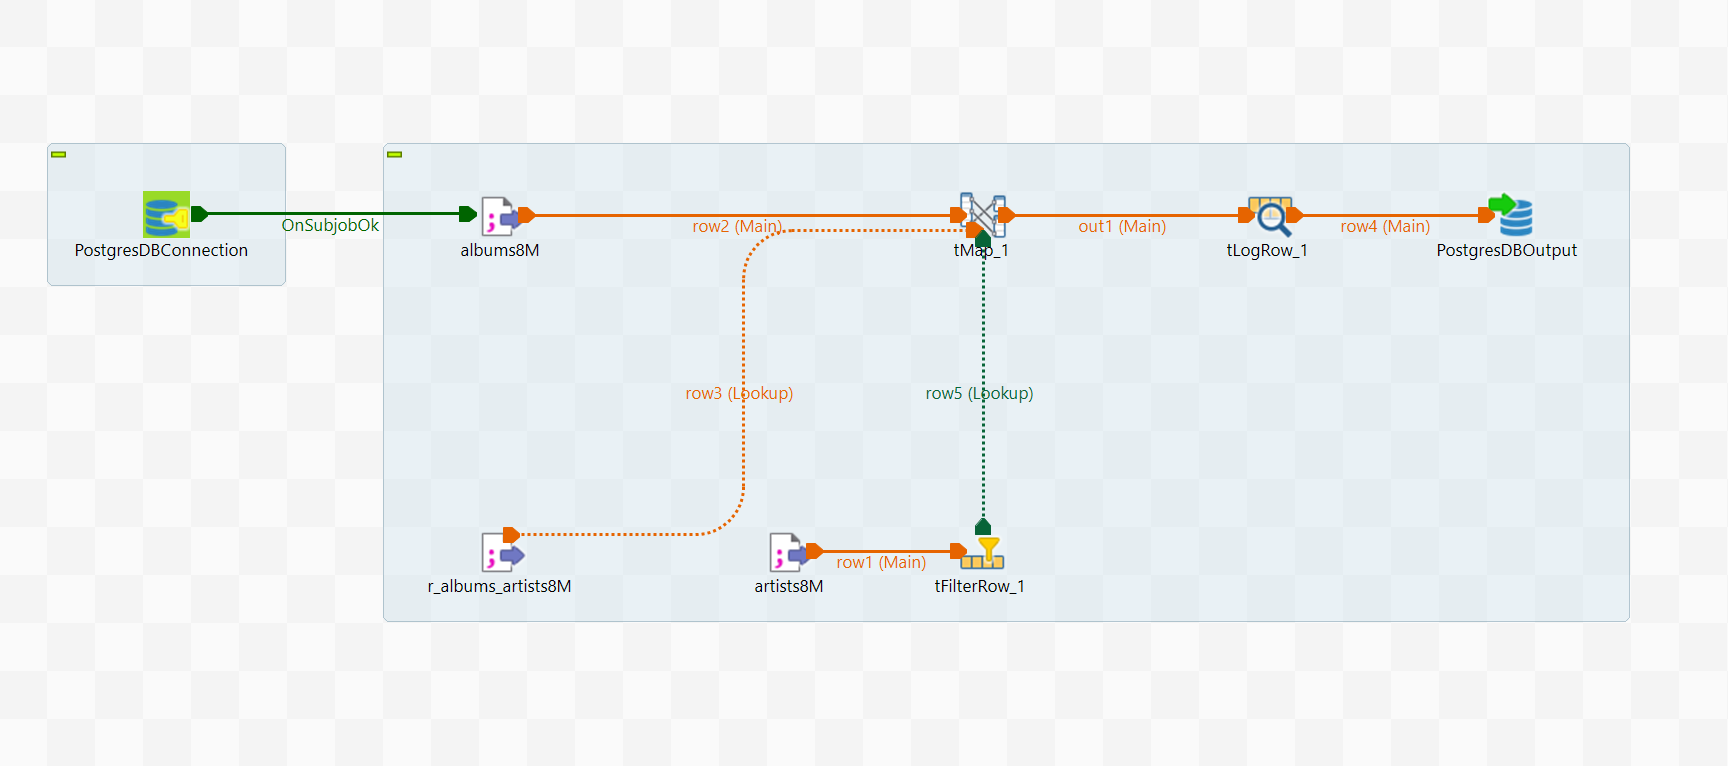 OnSubjobOk
PostgresDBConnection
row2 (Main)
out1 (Main)
row4 (Main)
albums8M
tMap_1
tLogRow_1
PostgresDBOutput
row3 (Lookup)
row5 (Lookup)
row1 (Main)
r_albums_artists8M
artists8M
tFilterRow_1